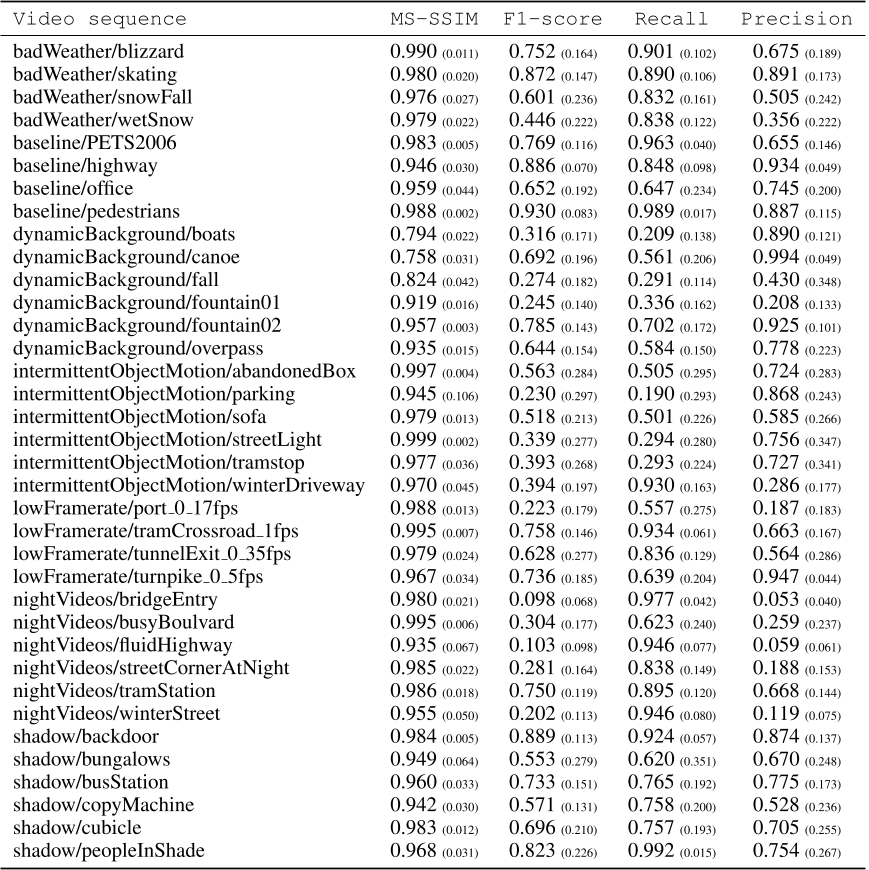 Video sequence MS-SSIM F1-score Recall Precision
badWeather/blizzard 0.990 (0.011) 0.752 (0.164) 0.901 (0.102) 0.675 (0.189)
badWeather/skating 0.980 (0.020) 0.872 (0.147) 0.890 (0.106) 0.891 (0.173)
badWeather/snowFall 0.976 (0.027) 0.601 (0.236) 0.832 (0.161) 0.505 (0.242)
badWeather/wetSnow 0.979 (0.022) 0.446 (0.222) 0.838 (0.122) 0.356 (0.222)
baseline/PETS2006 0.983 (0.005) 0.769 (0.116) 0.963 (0.040) 0.655 (0.146)
baseline/highway 0.946 (0.030) 0.886 (0.070) 0.848 (0.098) 0.934 (0.049)
baseline/office 0.959 (0.044) 0.652 (0.192) 0.647 (0.234) 0.745 (0.200)
baseline/pedestrians 0.988 (0.002) 0.930 (0.083) 0.989 (0.017) 0.887 (0.115)
dynamicBackground/boats 0.794 (0.022) 0.316 (0.171) 0.209 (0.138) 0.890 (0.121)
dynamicBackground/canoe 0.758 (0.031) 0.692 (0.196) 0.561 (0.206) 0.994 (0.049)
dynamicBackground/fall 0.824 (0.042) 0.274 (0.182) 0.291 (0.114) 0.430 (0.348)
dynamicBackground/fountain01 0.919 (0.016) 0.245 (0.140) 0.336 (0.162) 0.208 (0.133)
dynamicBackground/fountain02 0.957 (0.003) 0.785 (0.143) 0.702 (0.172) 0.925 (0.101)
dynamicBackground/overpass 0.935 (0.015) 0.644 (0.154) 0.584 (0.150) 0.778 (0.223)
intermittentObjectMotion/abandonedBox 0.997 (0.004) 0.563 (0.284) 0.505 (0.295) 0.724 (0.283)
intermittentObjectMotion/parking 0.945 (0.106) 0.230 (0.297) 0.190 (0.293) 0.868 (0.243)
intermittentObjectMotion/sofa 0.979 (0.013) 0.518 (0.213) 0.501 (0.226) 0.585 (0.266)
intermittentObjectMotion/streetLight 0.999 (0.002) 0.339 (0.277) 0.294 (0.280) 0.756 (0.347)
intermittentObjectMotion/tramstop 0.977 (0.036) 0.393 (0.268) 0.293 (0.224) 0.727 (0.341)
intermittentObjectMotion/winterDriveway 0.970 (0.045) 0.394 (0.197) 0.930 (0.163) 0.286 (0.177)
lowFramerate/port_0_17fps 0.988 (0.013) 0.223 (0.179) 0.557 (0.275) 0.187 (0.183)
lowFramerate/tramCrossroad_1fps 0.995 (0.007) 0.758 (0.146) 0.934 (0.061) 0.663 (0.167)
lowFramerate/tunnelExit_0_35fps 0.979 (0.024) 0.628 (0.277) 0.836 (0.129) 0.564 (0.286)
lowFramerate/turnpike_0_5fps 0.967 (0.034) 0.736 (0.185) 0.639 (0.204) 0.947 (0.044)
nightVideos/bridgeEntry 0.980 (0.021) 0.098 (0.068) 0.977 (0.042) 0.053 (0.040)
nightVideos/busyBoulvard 0.995 (0.006) 0.304 (0.177) 0.623 (0.240) 0.259 (0.237)
nightVideos/fluidHighway 0.935 (0.067) 0.103 (0.098) 0.946 (0.077) 0.059 (0.061)
nightVideos/streetCornerAtNight 0.985 (0.022) 0.281 (0.164) 0.838 (0.149) 0.188 (0.153)
nightVideos/tramStation 0.986 (0.018) 0.750 (0.119) 0.895 (0.120) 0.668 (0.144)
nightVideos/winterStreet 0.955 (0.050) 0.202 (0.113) 0.946 (0.080) 0.119 (0.075)
shadow/backdoor 0.984 (0.005) 0.889 (0.113) 0.924 (0.057) 0.874 (0.137)
shadow/bungalows 0.949 (0.064) 0.553 (0.279) 0.620 (0.351) 0.670 (0.248)
shadow/busStation 0.960 (0.033) 0.733 (0.151) 0.765 (0.192) 0.775 (0.173)
shadow/copyMachine 0.942 (0.030) 0.571 (0.131) 0.758 (0.200) 0.528 (0.236)
shadow/cubicle 0.983 (0.012) 0.696 (0.210) 0.757 (0.193) 0.705 (0.255)
shadow/peopleInShade 0.968 (0.031) 0.823 (0.226) 0.992 (0.015) 0.754 (0.267)